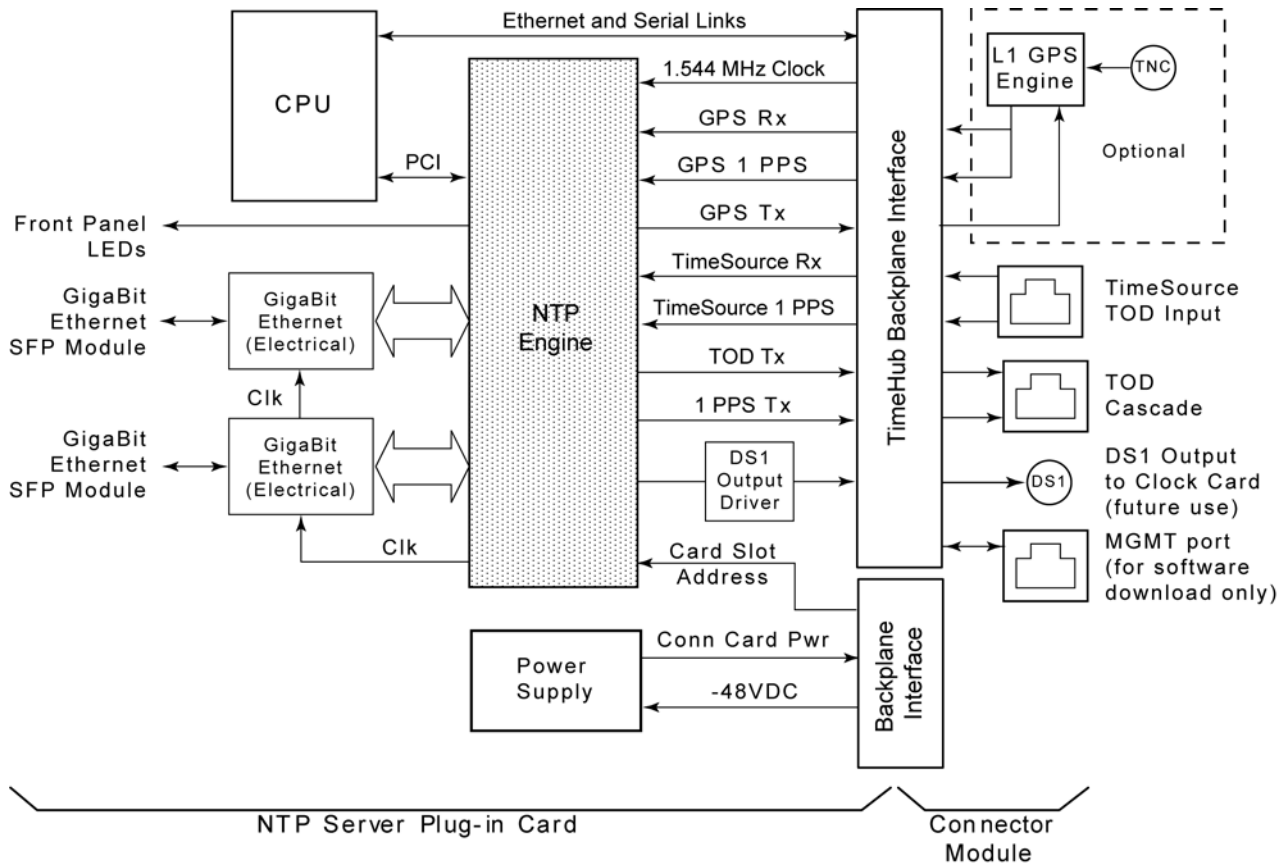 Ethernet and Serial Links
CPU
1.544 MHz Clock
GPS Rx
PCI
GPS 1 PPS
GPS Tx
Front Panel
LEDs
TimeSource Rx
GigaBit
Ethernet
SFP Module
GigaBit
Ethernet
(Electrical)
TimeSource 1 PPS
NTP
Engine
TOD Tx
Clk
1 PPS Tx
GigaBit
Ethernet
SFP Module
GigaBit
Ethernet
(Electrical)
DS1
Output
Driver
Clk
Card Slot
Address
TimeHub Backplane Interface
L1 GPS
Engine
TNC
Optional
TimeSource
TOD Input
TOD
Cascade
DS1
DS1 Output
to Clock Card
(future use)
MGMT port
(for software
download only)
Power
Supply
Conn Card Pwr
-48VDC
Backplane
Interface
NTP Server Plug-in Card
Connector
Module